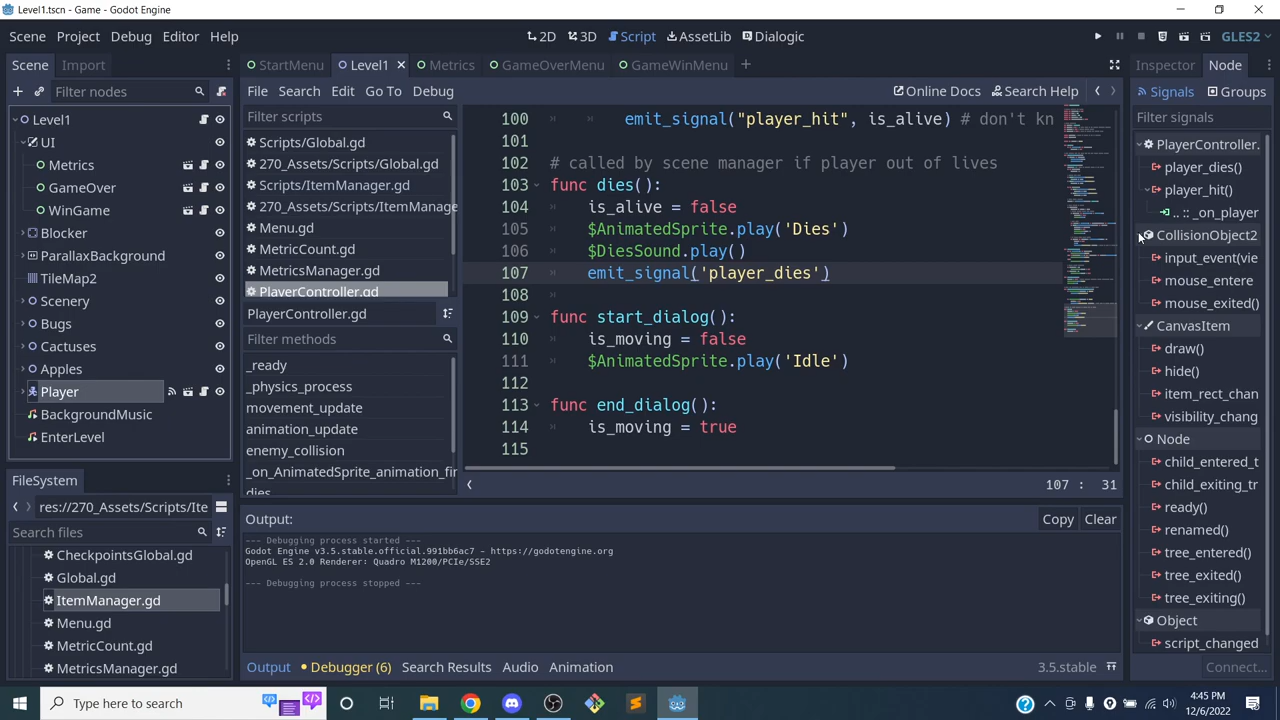 Level1.tscn - Game - Godot Engine
Scene Project Debug Editor Help
2D 3D Script AssetLib Dialogic
GLES2
Scene Import
Filter nodes
Level1
UI
Metrics
GameOver
WinGame
Blocker
ParallaxBackground
TileMap2
Scenery
Bugs
Cactuses
Apples
Player
BackgroundMusic
EnterLevel
FileSystem
res://270_Assets/Scripts/Ite
Search files
CheckpointsGlobal.gd
Global.gd
ItemManager.gd
Menu.gd
MetricCount.gd
MetricsManager.gd
StartMenu Level1 Metrics GameOverMenu GameWinMenu
File Search Edit Go To Debug
Online Docs Search Help
Filter scripts
Scripts/Global.gd
270_Assets/Scripts/Global.gd
Scripts/ItemManager.gd
270_Assets/Scripts/ItemManage
Menu.gd
MetricCount.gd
MetricsManager.gd
PlayerController.gd
PlayerController.gd
Filter methods
_ready
_physics_process
movement_update
animation_update
enemy_collision
_on_AnimatedSprite_animation_fir
dies
100 emit_signal("player_hit", is_alive) # don't kn
101
102 # called by scene manager if player out of lives
103 func dies():
104 is_alive = false
105 $AnimatedSprite.play('Dies')
106 $DiesSound.play()
107 emit_signal('player_dies')
108
109 func start_dialog():
110 is_moving = false
111 $AnimatedSprite.play('Idle')
112
113 func end_dialog():
114 is_moving = true
115
107 : 31
Output:
Copy Clear
--- Debugging process started ---
Godot Engine v3.5.stable.official.991bb6ac7 - https://godotengine.org
OpenGL ES 2.0 Renderer: Quadro M1200/PCIe/SSE2
--- Debugging process stopped ---
Output Debugger (6) Search Results Audio Animation
3.5.stable
Inspector Node
Signals Groups
Filter signals
PlayerController.
player_dies()
player_hit()
.. :: _on_player
CollisionObject2
input_event(vie
mouse_entere
mouse_exited()
CanvasItem
draw()
hide()
item_rect_chan
visibility_chang
Node
child_entered_t
child_exiting_tr
ready()
renamed()
tree_entered()
tree_exited()
tree_exiting()
Object
script_changed
Connect...
Type here to search
4:45 PM
12/6/2022